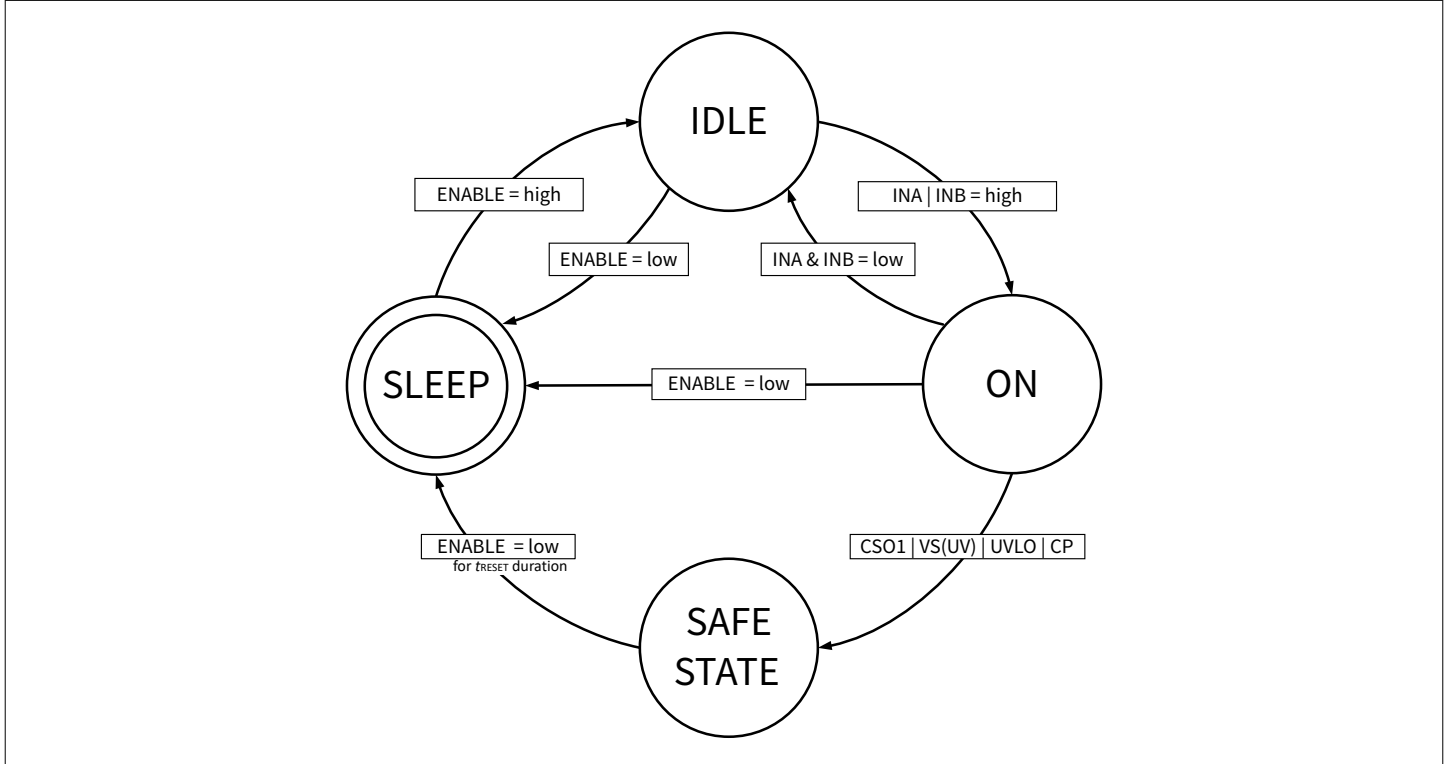 IDLE
ENABLE = high
INA | INB = high
ENABLE = low
INA & INB = low
SLEEP
ENABLE = low
ON
ENABLE = low
for tRESET duration
CSO1 | VS(UV) | UVLO | CP
SAFE
STATE